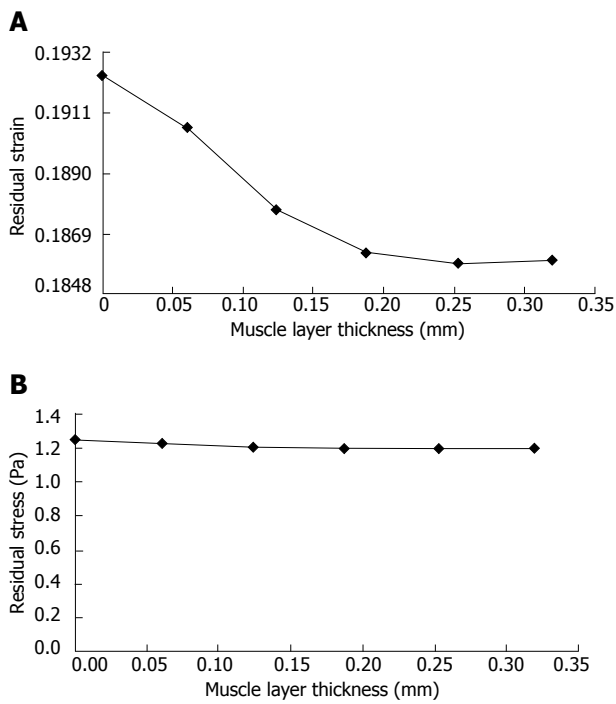 A
0.1932
0.1911
0.1890
0.1869
0.1848
Residual strain
0 0.05 0.10 0.15 0.20 0.25 0.30 0.35
Muscle layer thickness (mm)
B
1.4
1.2
1.0
0.8
0.6
0.4
0.2
0.0
Residual stress (Pa)
0.00 0.05 0.10 0.15 0.20 0.25 0.30 0.35
Muscle layer thickness (mm)